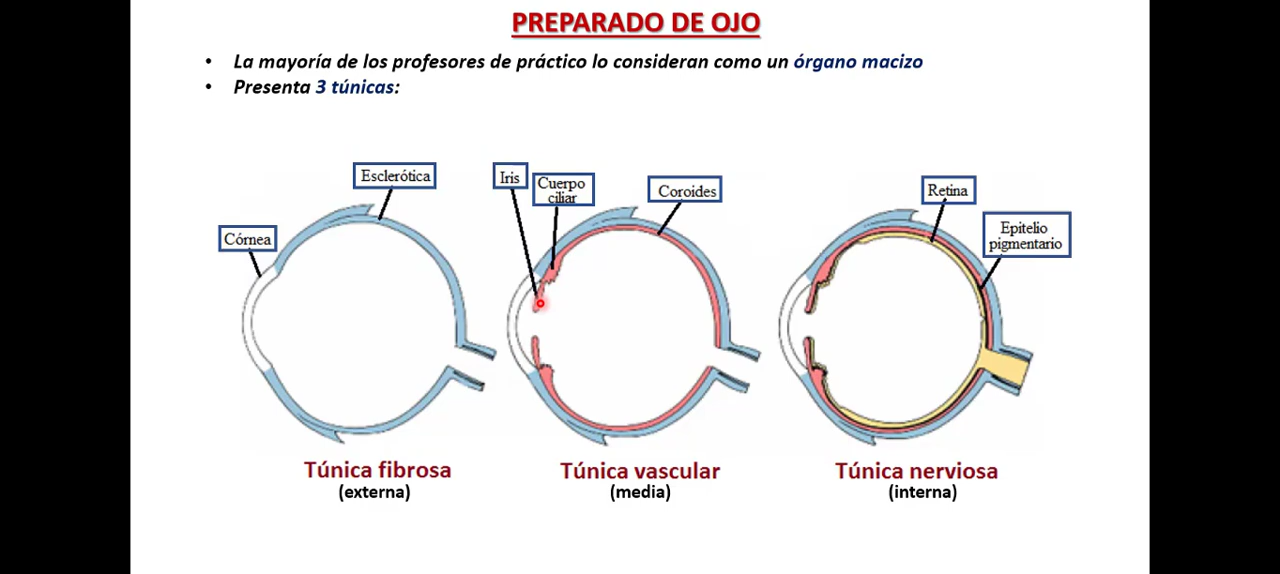 PREPARADO DE OJO
• La mayoría de los profesores de práctico lo consideran como un órgano macizo
• Presenta 3 túnicas:
Esclerótica
Córnea
Iris
Cuerpo
ciliar
Coroides
Retina
Epitelio
pigmentario
Túnica fibrosa
(externa)
Túnica vascular
(media)
Túnica nerviosa
(interna)